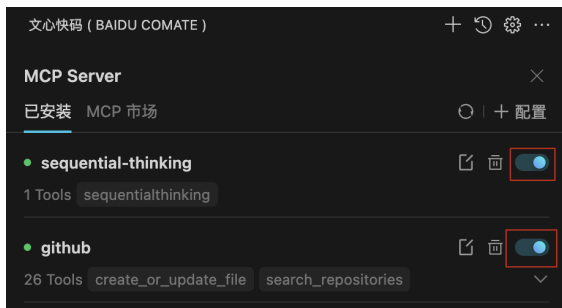 文心快码 ( BAIDU COMATE )
MCP Server
已安装 MCP 市场 配置
sequential-thinking
1 Tools sequentialthinking
github
26 Tools create_or_update_file search_repositories